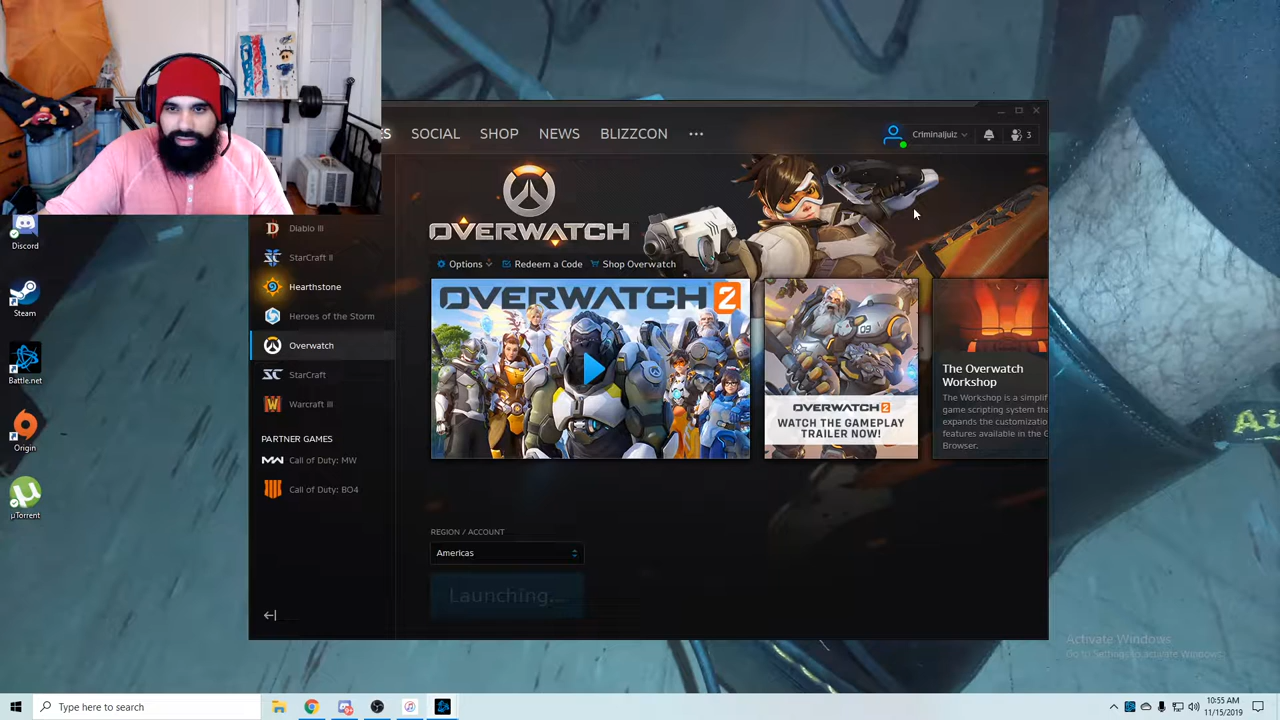 ES SOCIAL SHOP NEWS BLIZZCON •••
Criminaljuiz
3
Discord
Steam
Battle.net
Origin
µTorrent
Diablo III
StarCraft II
Hearthstone
Heroes of the Storm
Overwatch
StarCraft
Warcraft III
PARTNER GAMES
Call of Duty: MW
Call of Duty: BO4
OVERWATCH
Options
Redeem a Code
Shop Overwatch
OVERWATCH 2
OVERWATCH 2
WATCH THE GAMEPLAY
TRAILER NOW!
The Overwatch
Workshop
The Workshop is a simplif
game scripting system tha
expands the customizatio
features available in the G
Browser.
REGION / ACCOUNT
Americas
Launching...
Activate Windows
Go to Settings to activate Windows.
Type here to search
10:55 AM
11/15/2019